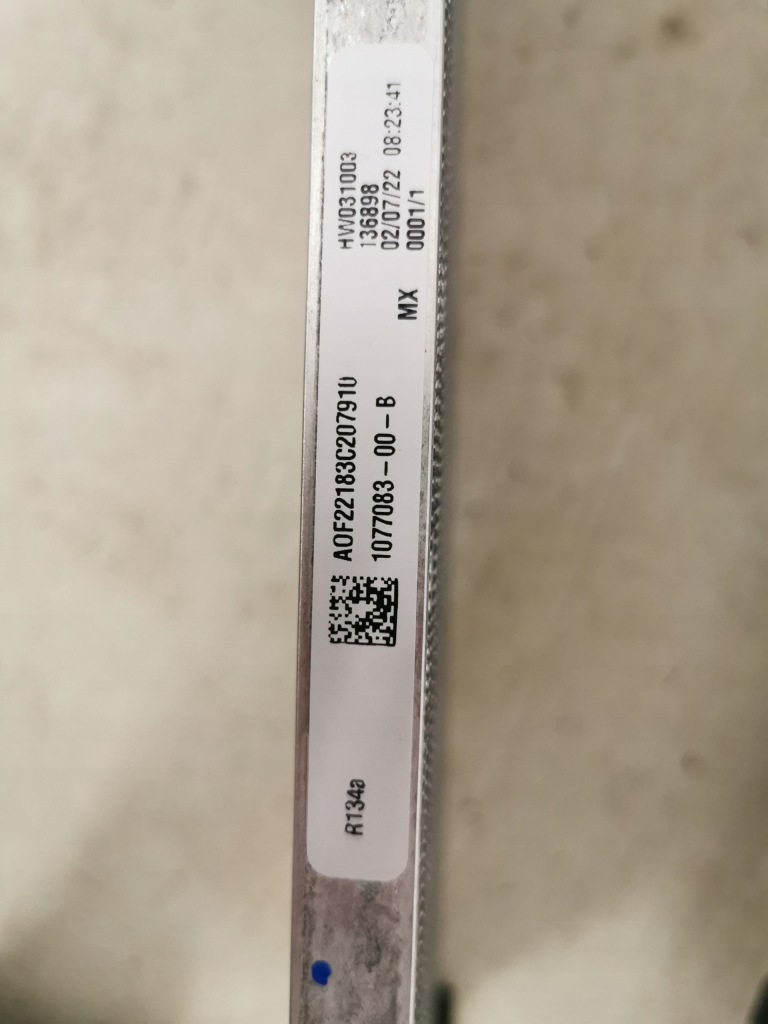 R134a
AOF22183C207910
1077083-00-B
MX
HW031003
136898
02/07/22 08:23:41
0001/1